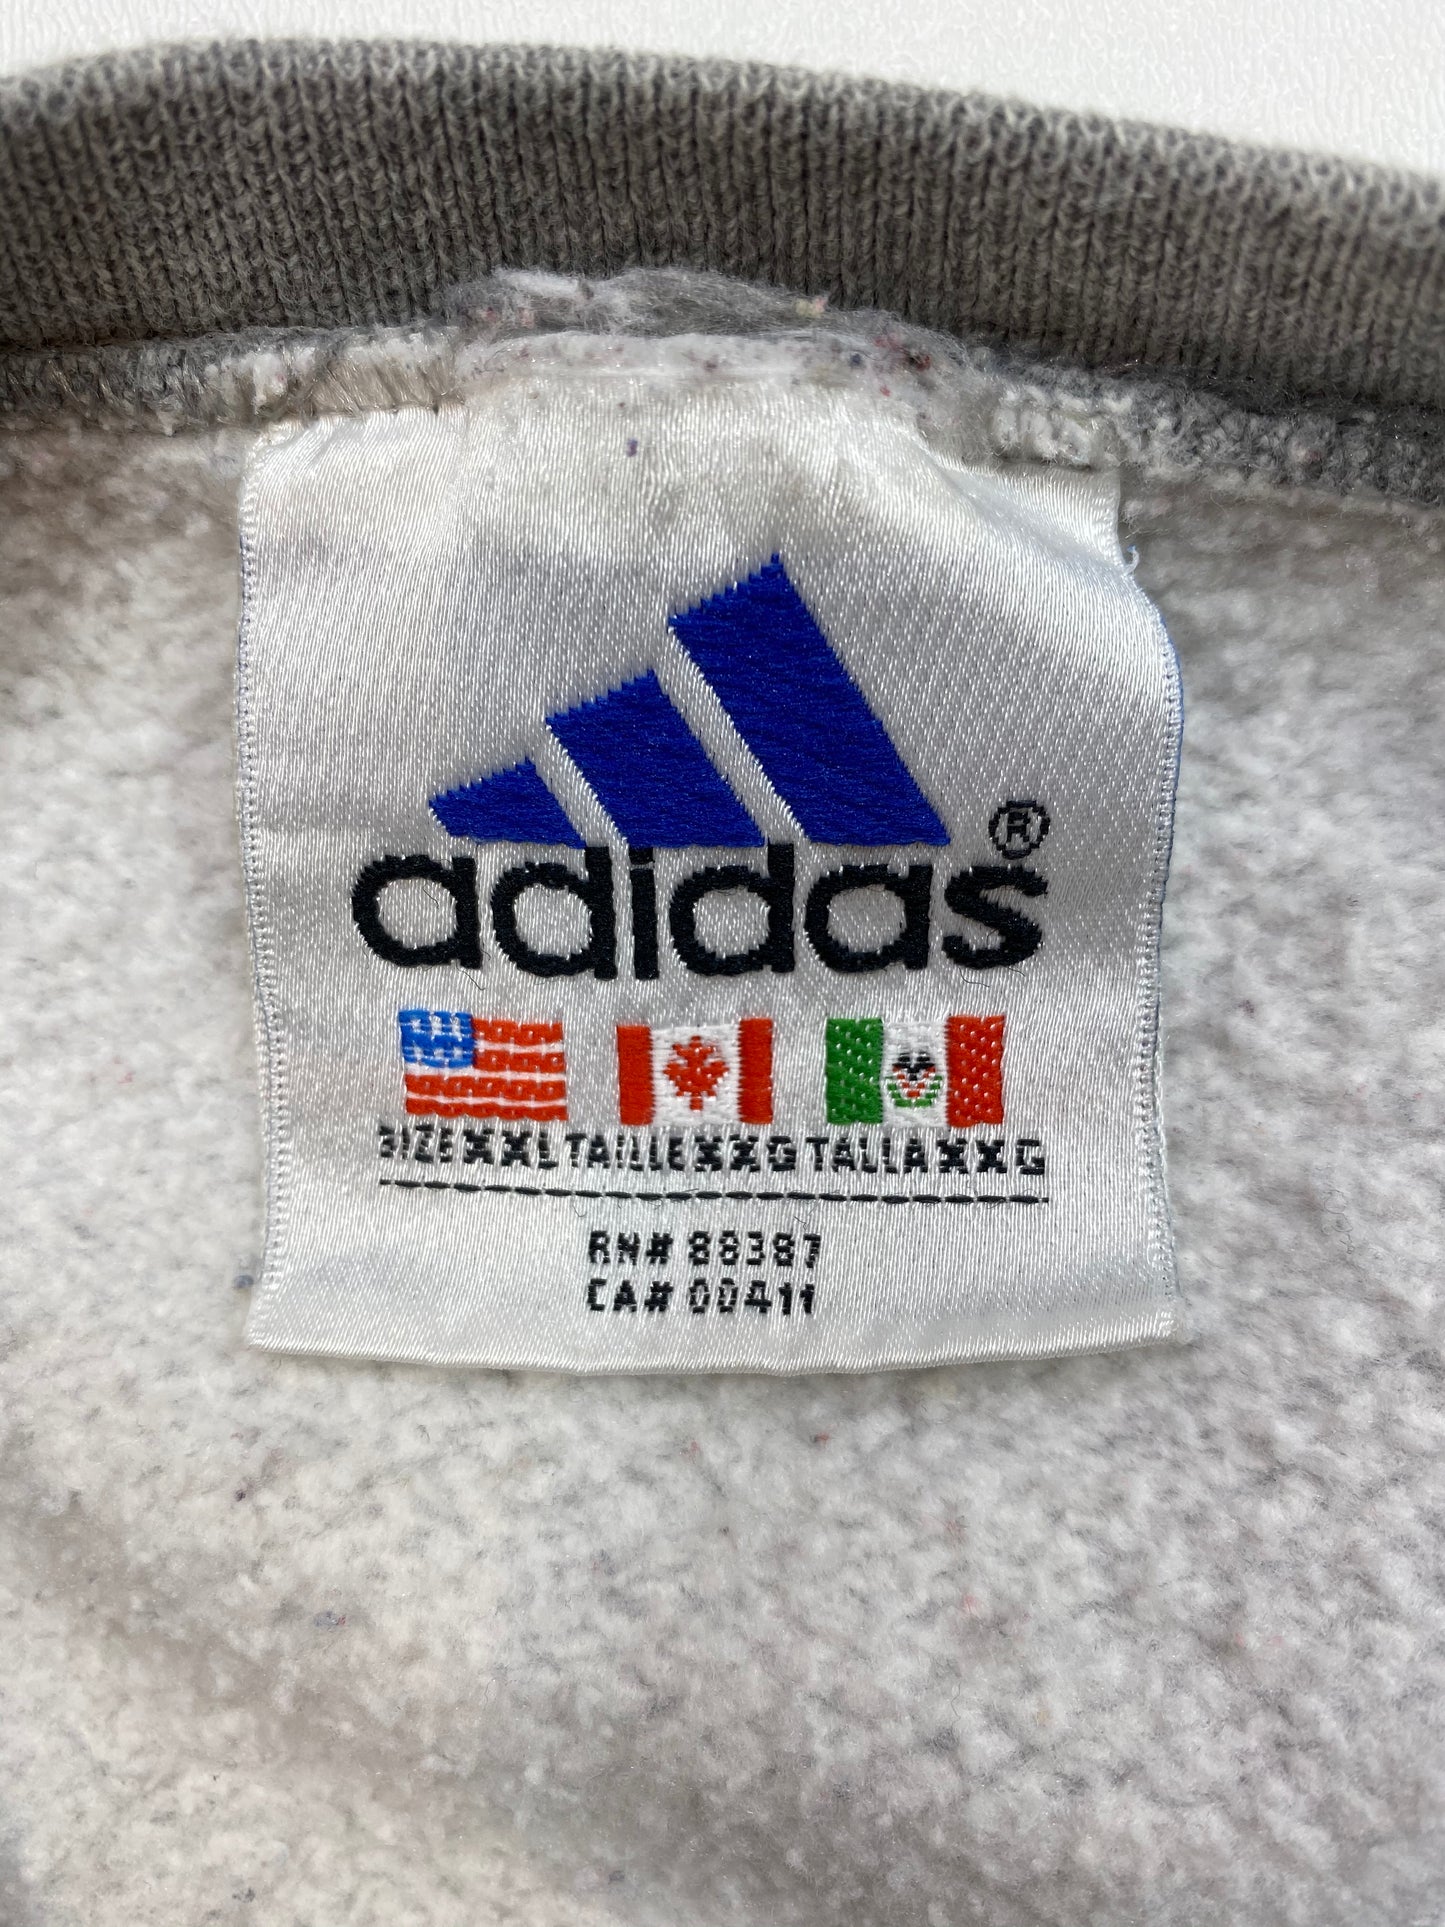 adidas®
SIZE XXL TAILLE XXG TALLA XXG
RN# 88387
CA# 00411